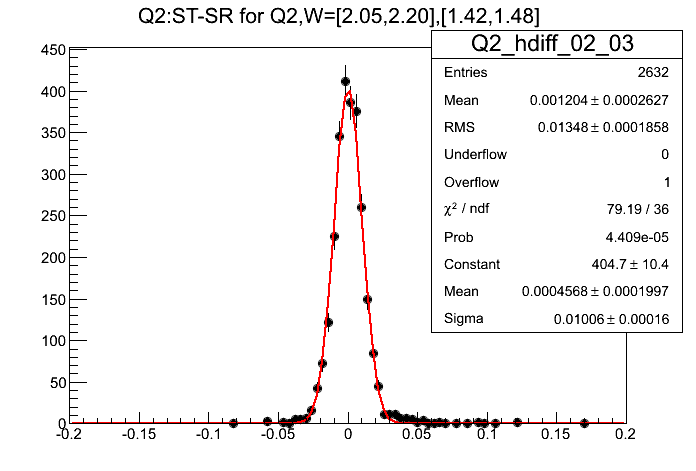 Q2:ST-SR for Q2,W=[2.05,2.20],[1.42,1.48]
Q2_hdiff_02_03
Entries 2632
Mean 0.001204 ± 0.0002627
RMS 0.01348 ± 0.0001858
Underflow 0
Overflow 1
χ² / ndf 79.19 / 36
Prob 4.409e-05
Constant 404.7 ± 10.4
Mean 0.0004568 ± 0.0001997
Sigma 0.01006 ± 0.00016
450
400
350
300
250
200
150
100
50
0
-0.2 -0.15 -0.1 -0.05 0 0.05 0.1 0.15 0.2